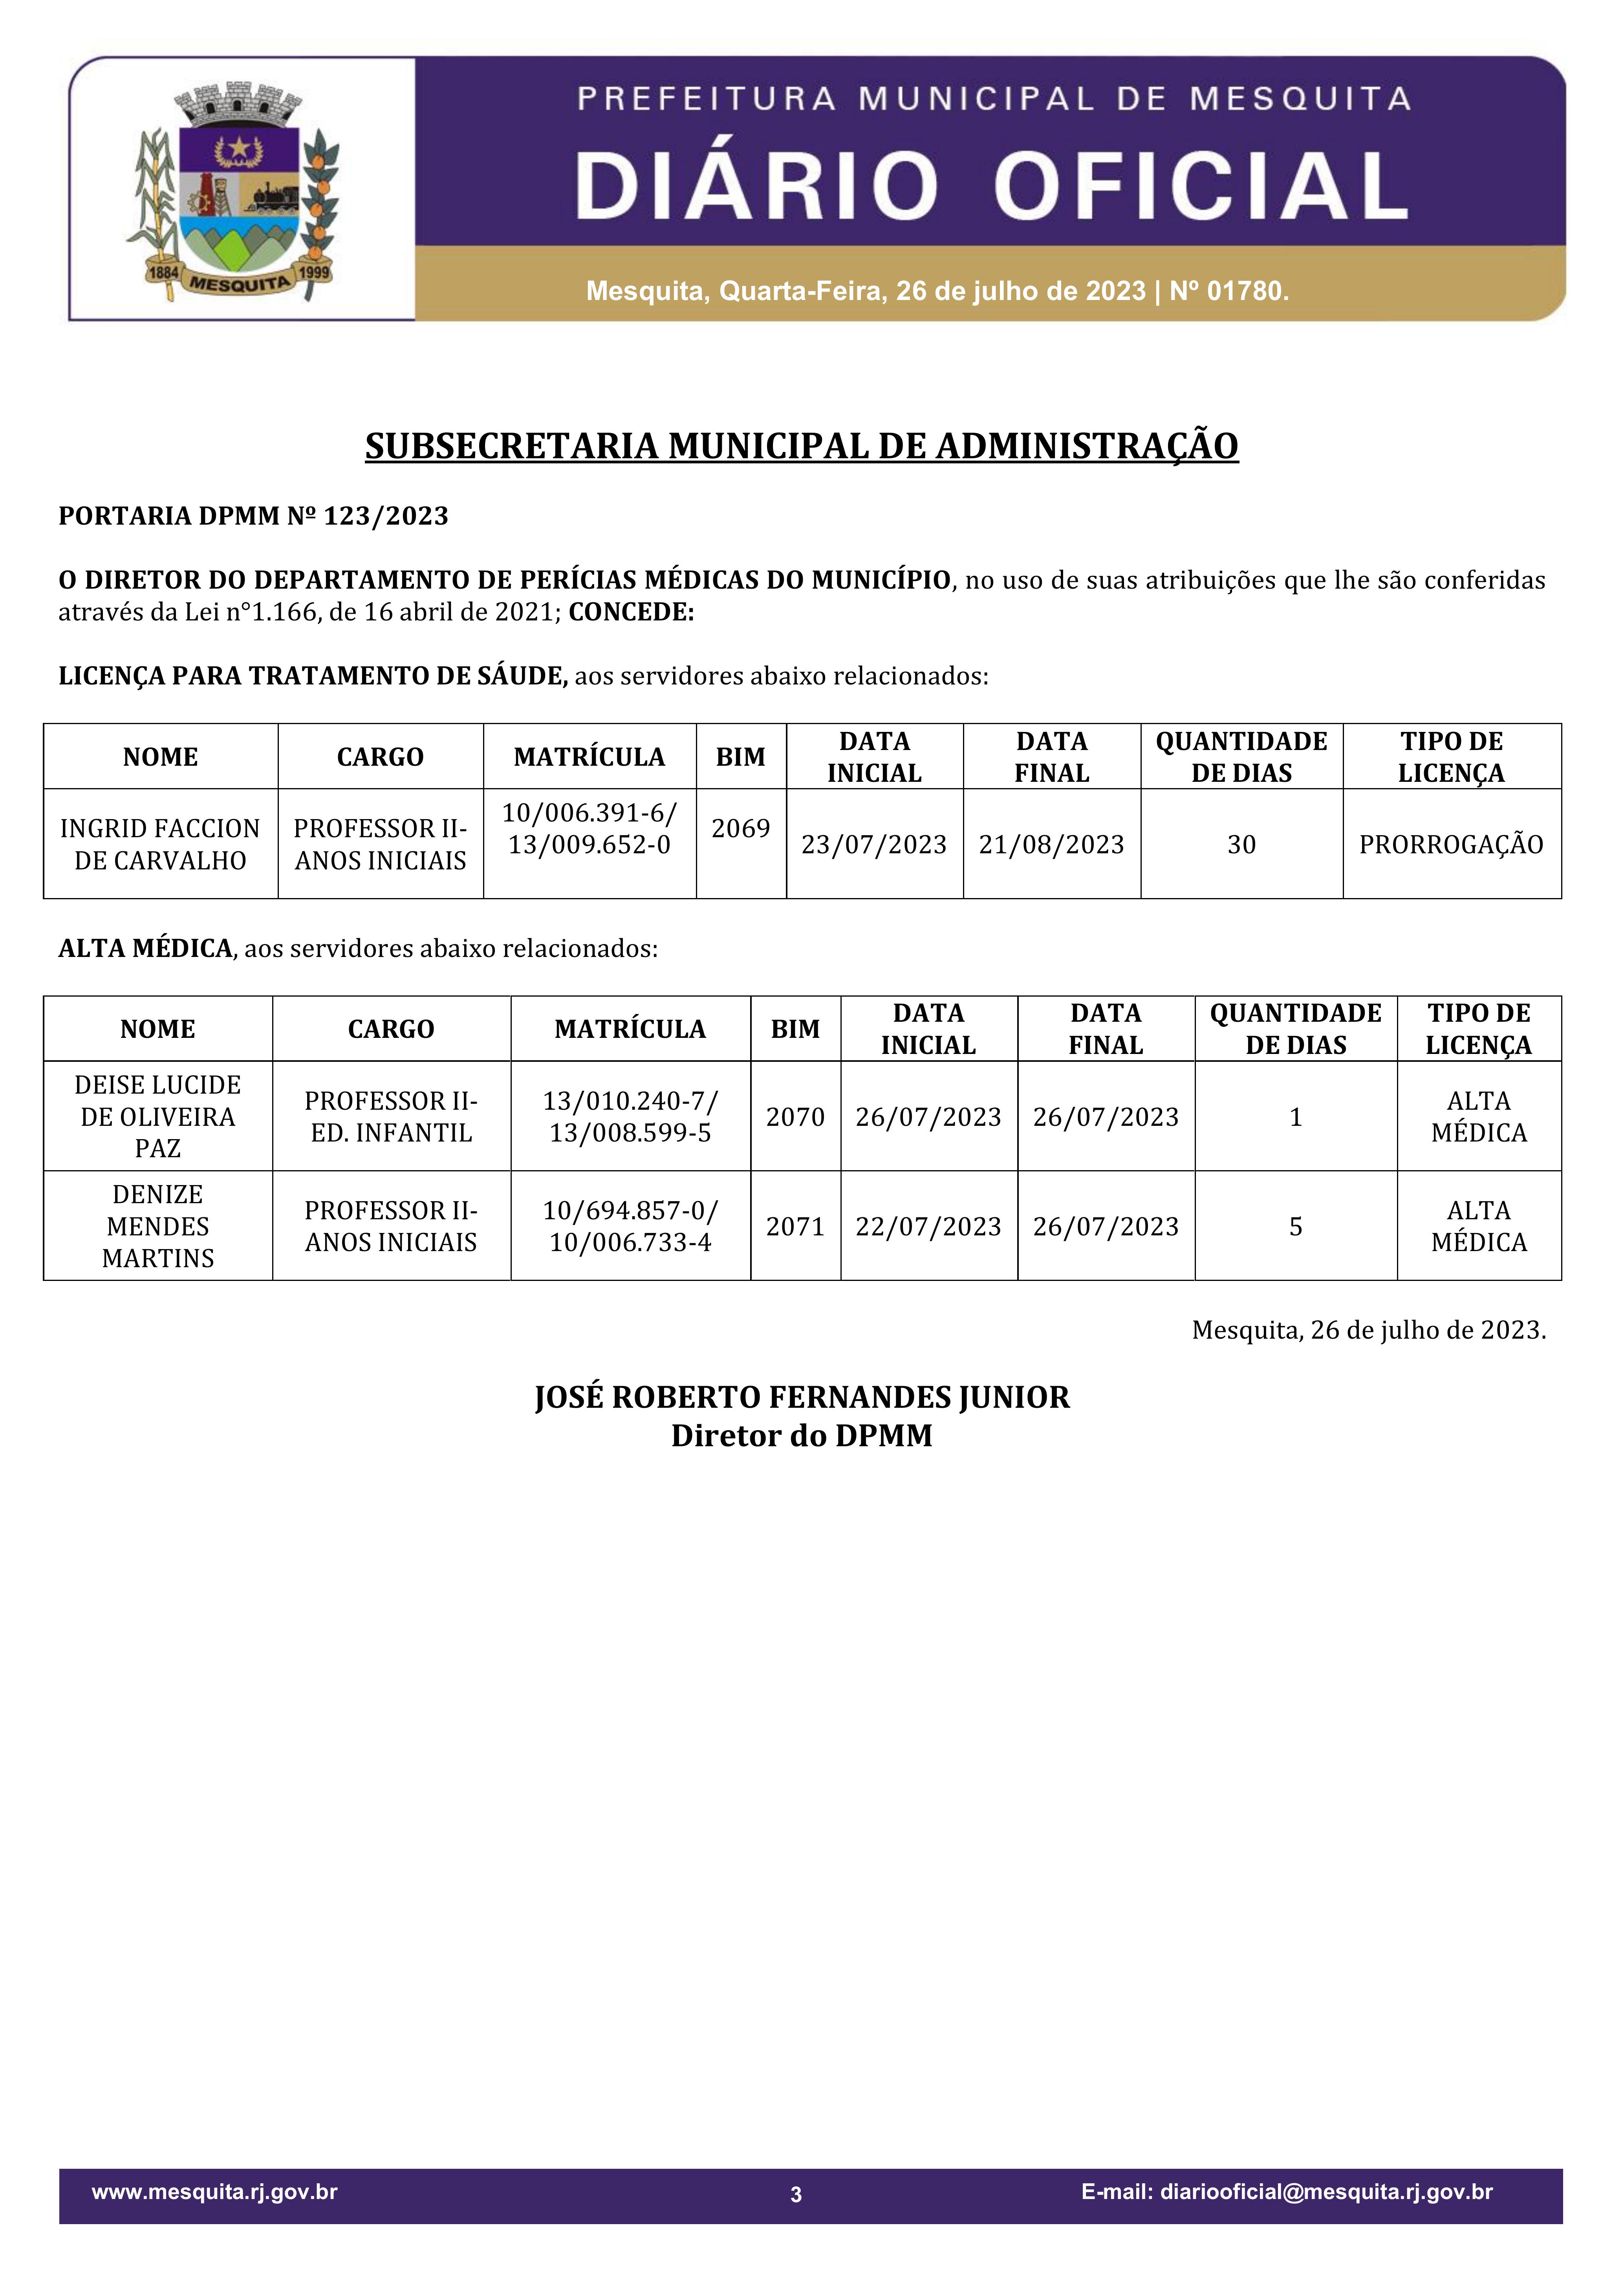 PREFEITURA MUNICIPAL DE MESQUITA
DIÁRIO OFICIAL
1884 MESQUITA 1999
Mesquita, Quarta-Feira, 26 de julho de 2023 | Nº 01780.
SUBSECRETARIA MUNICIPAL DE ADMINISTRAÇÃO
PORTARIA DPMM Nº 123/2023
O DIRETOR DO DEPARTAMENTO DE PERÍCIAS MÉDICAS DO MUNICÍPIO, no uso de suas atribuições que lhe são conferidas
através da Lei n°1.166, de 16 abril de 2021; CONCEDE:
LICENÇA PARA TRATAMENTO DE SÁUDE, aos servidores abaixo relacionados:
NOME
CARGO
MATRÍCULA
BIM
DATA
INICIAL
DATA
FINAL
QUANTIDADE
DE DIAS
TIPO DE
LICENÇA
INGRID FACCION
DE CARVALHO
PROFESSOR II-
ANOS INICIAIS
10/006.391-6/
13/009.652-0
2069
23/07/2023
21/08/2023
30
PRORROGAÇÃO
ALTA MÉDICA, aos servidores abaixo relacionados:
NOME
CARGO
MATRÍCULA
BIM
DATA
INICIAL
DATA
FINAL
QUANTIDADE
DE DIAS
TIPO DE
LICENÇA
DEISE LUCIDE
DE OLIVEIRA
PAZ
PROFESSOR II-
ED. INFANTIL
13/010.240-7/
13/008.599-5
2070
26/07/2023
26/07/2023
1
ALTA
MÉDICA
DENIZE
MENDES
MARTINS
PROFESSOR II-
ANOS INICIAIS
10/694.857-0/
10/006.733-4
2071
22/07/2023
26/07/2023
5
ALTA
MÉDICA
Mesquita, 26 de julho de 2023.
JOSÉ ROBERTO FERNANDES JUNIOR
Diretor do DPMM
www.mesquita.rj.gov.br
3
E-mail: diariooficial@mesquita.rj.gov.br